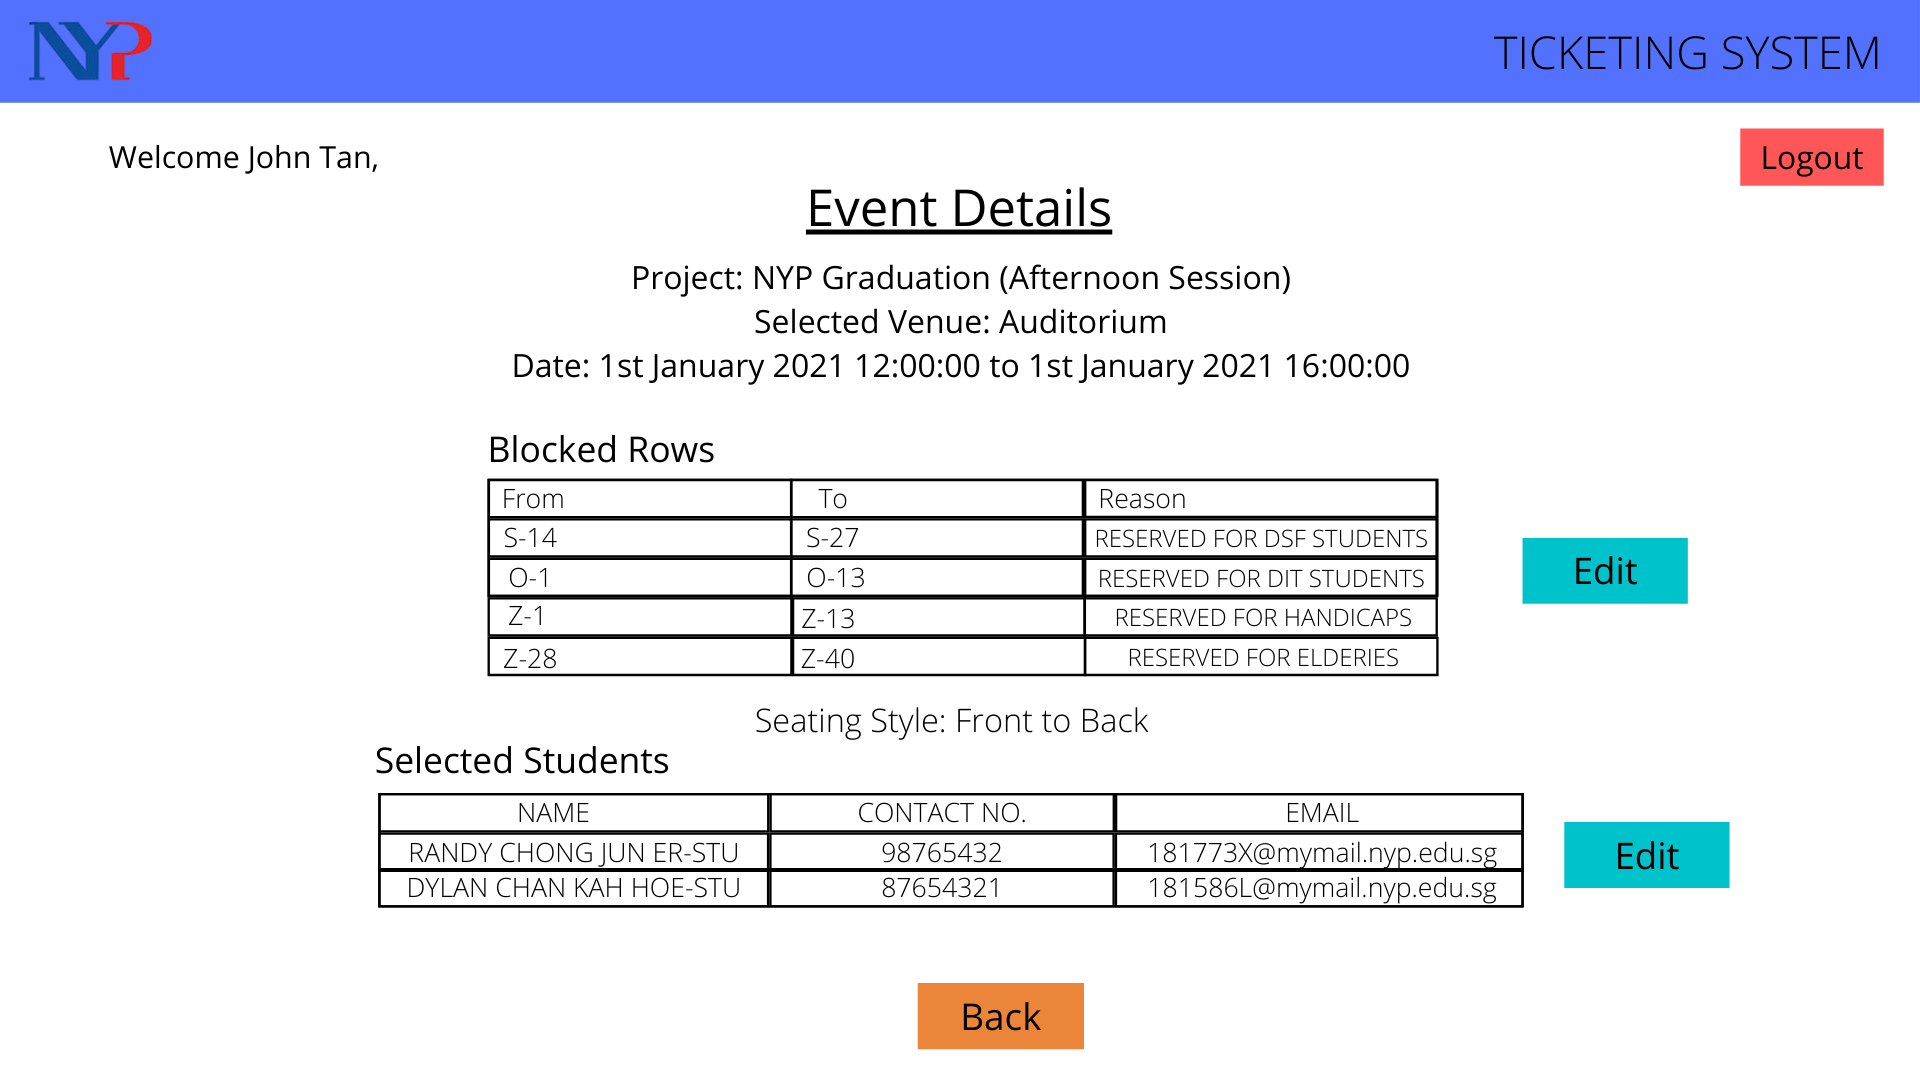 NYP
TICKETING SYSTEM
Welcome John Tan,
Logout
Event Details
Project: NYP Graduation (Afternoon Session)
Selected Venue: Auditorium
Date: 1st January 2021 12:00:00 to 1st January 2021 16:00:00
Blocked Rows
From To Reason
S-14 S-27 RESERVED FOR DSF STUDENTS
O-1 O-13 RESERVED FOR DIT STUDENTS
Edit
Z-1 Z-13 RESERVED FOR HANDICAPS
Z-28 Z-40 RESERVED FOR ELDERIES
Seating Style: Front to Back
Selected Students
NAME CONTACT NO. EMAIL
RANDY CHONG JUN ER-STU 98765432 181773X@mymail.nyp.edu.sg
Edit
DYLAN CHAN KAH HOE-STU 87654321 181586L@mymail.nyp.edu.sg
Back